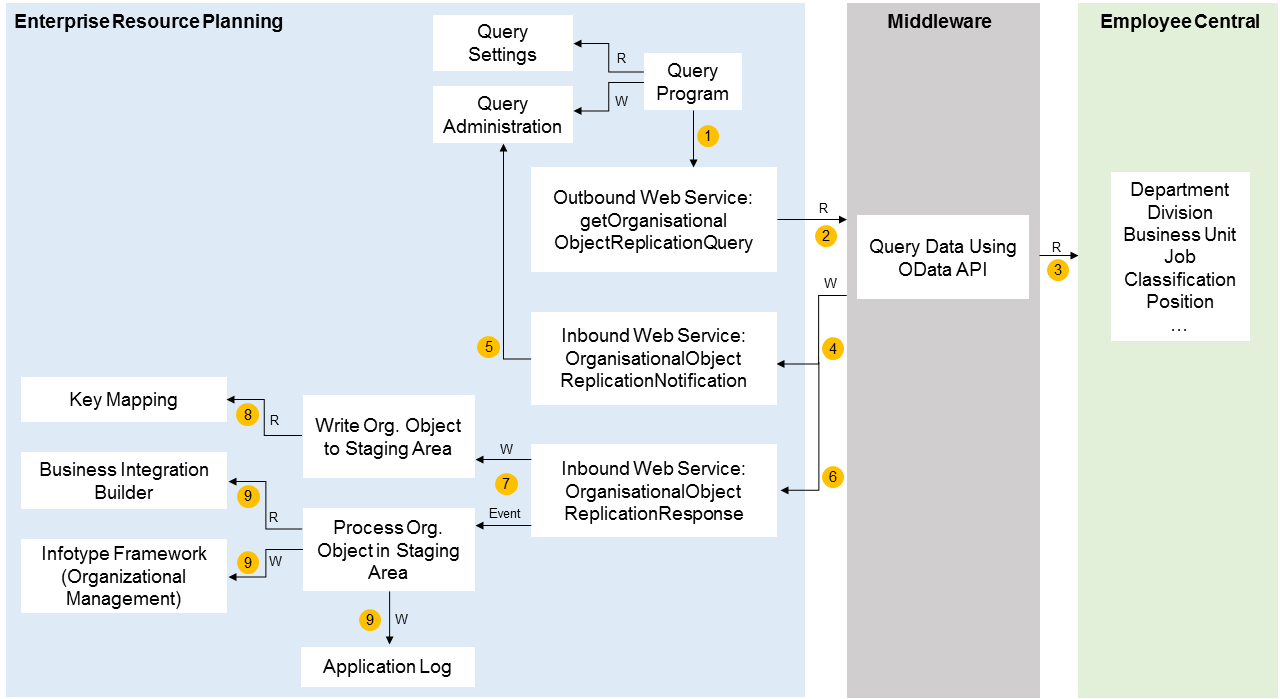 Enterprise Resource Planning
Middleware
Employee Central
Query
Settings
R
Query
Program
W
Query
Administration
1
Outbound Web Service:
getOrganisational
ObjectReplicationQuery
R
2
Query Data Using
OData API
R
3
Department
Division
Business Unit
Job
Classification
Position
…
W
4
Inbound Web Service:
OrganisationalObject
ReplicationNotification
5
6
Inbound Web Service:
OrganisationalObject
ReplicationResponse
W
7
Event
Write Org. Object
to Staging Area
R
8
Key Mapping
Process Org.
Object in Staging
Area
R
9
Business Integration
Builder
W
9
Infotype Framework
(Organizational
Management)
9
W
Application Log